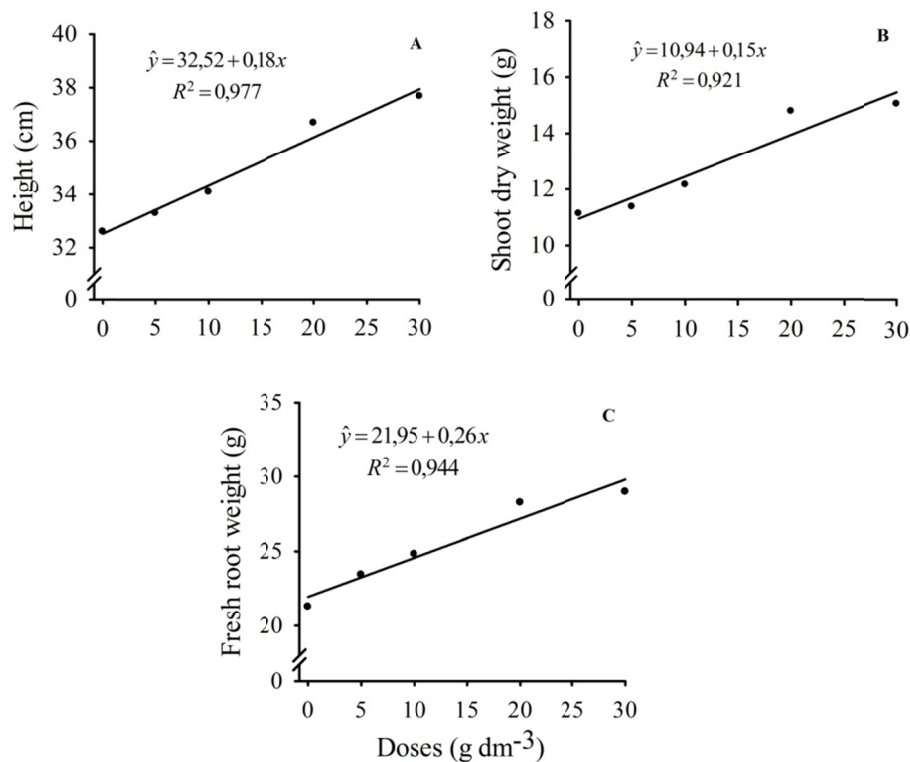 A
ŷ = 32,52 + 0,18x
R² = 0,977
Height (cm)
40
38
36
34
32
0
0 5 10 15 20 25 30
B
ŷ = 10,94 + 0,15x
R² = 0,921
Shoot dry weight (g)
18
16
14
12
10
0
0 5 10 15 20 25 30
C
ŷ = 21,95 + 0,26x
R² = 0,944
Fresh root weight (g)
35
30
25
20
0
0 5 10 15 20 25 30
Doses (g dm⁻³)